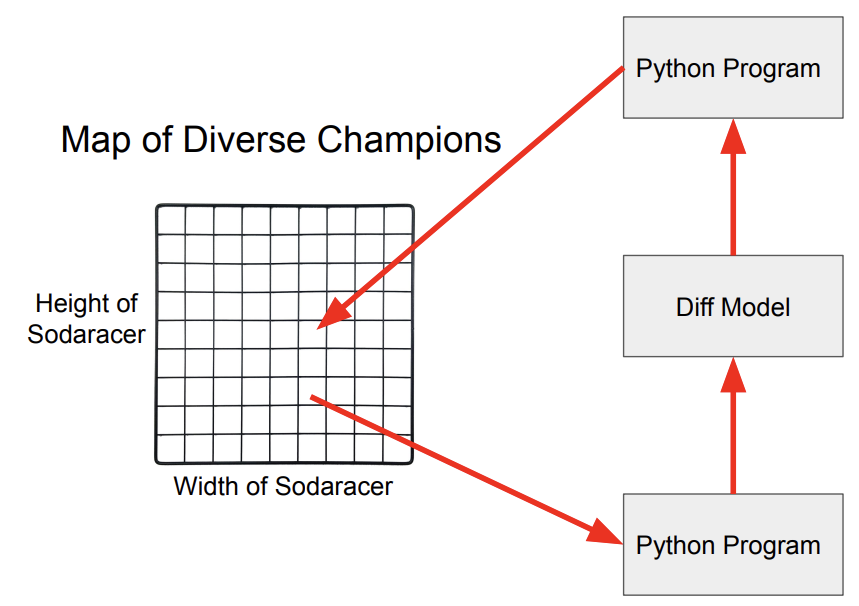 Python Program
Map of Diverse Champions
Height of
Sodaracer
Diff Model
Width of Sodaracer
Python Program